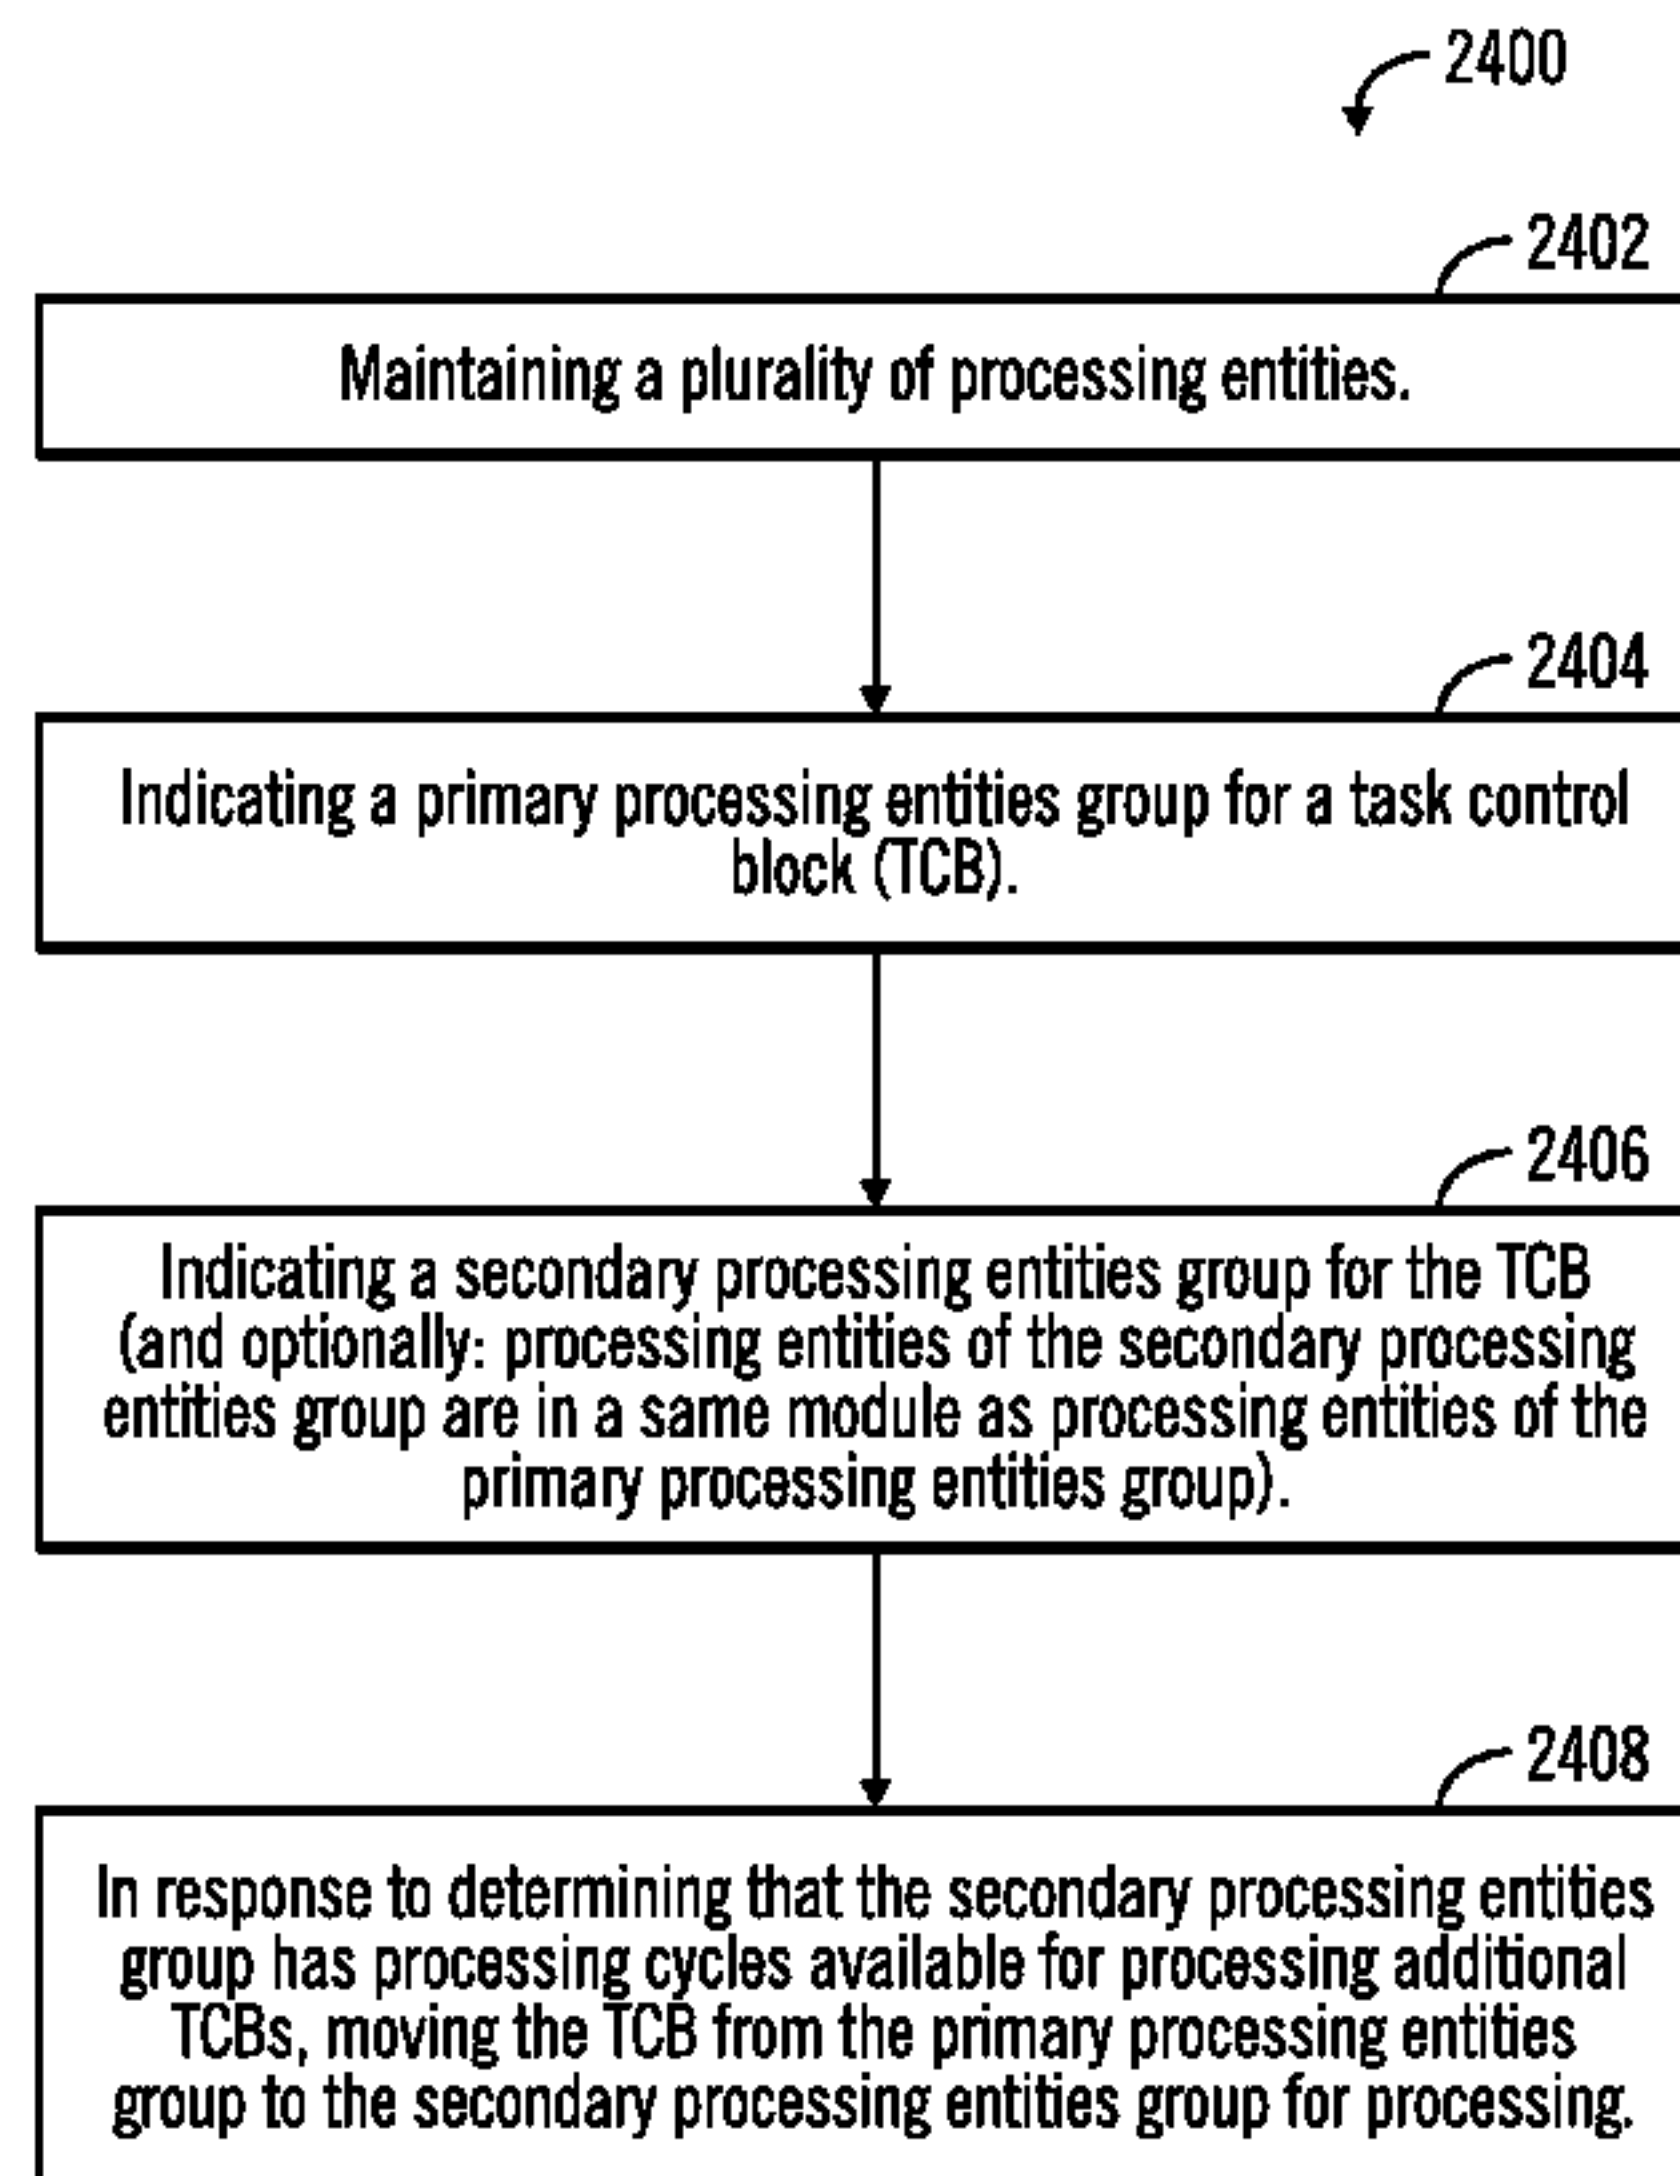 2400
2402
Maintaining a plurality of processing entities.
2404
Indicating a primary processing entities group for a task control
block (TCB).
2406
Indicating a secondary processing entities group for the TCB
(and optionally: processing entities of the secondary processing
entities group are in a same module as processing entities of the
primary processing entities group).
2408
In response to determining that the secondary processing entities
group has processing cycles available for processing additional
TCBs, moving the TCB from the primary processing entities
group to the secondary processing entities group for processing.